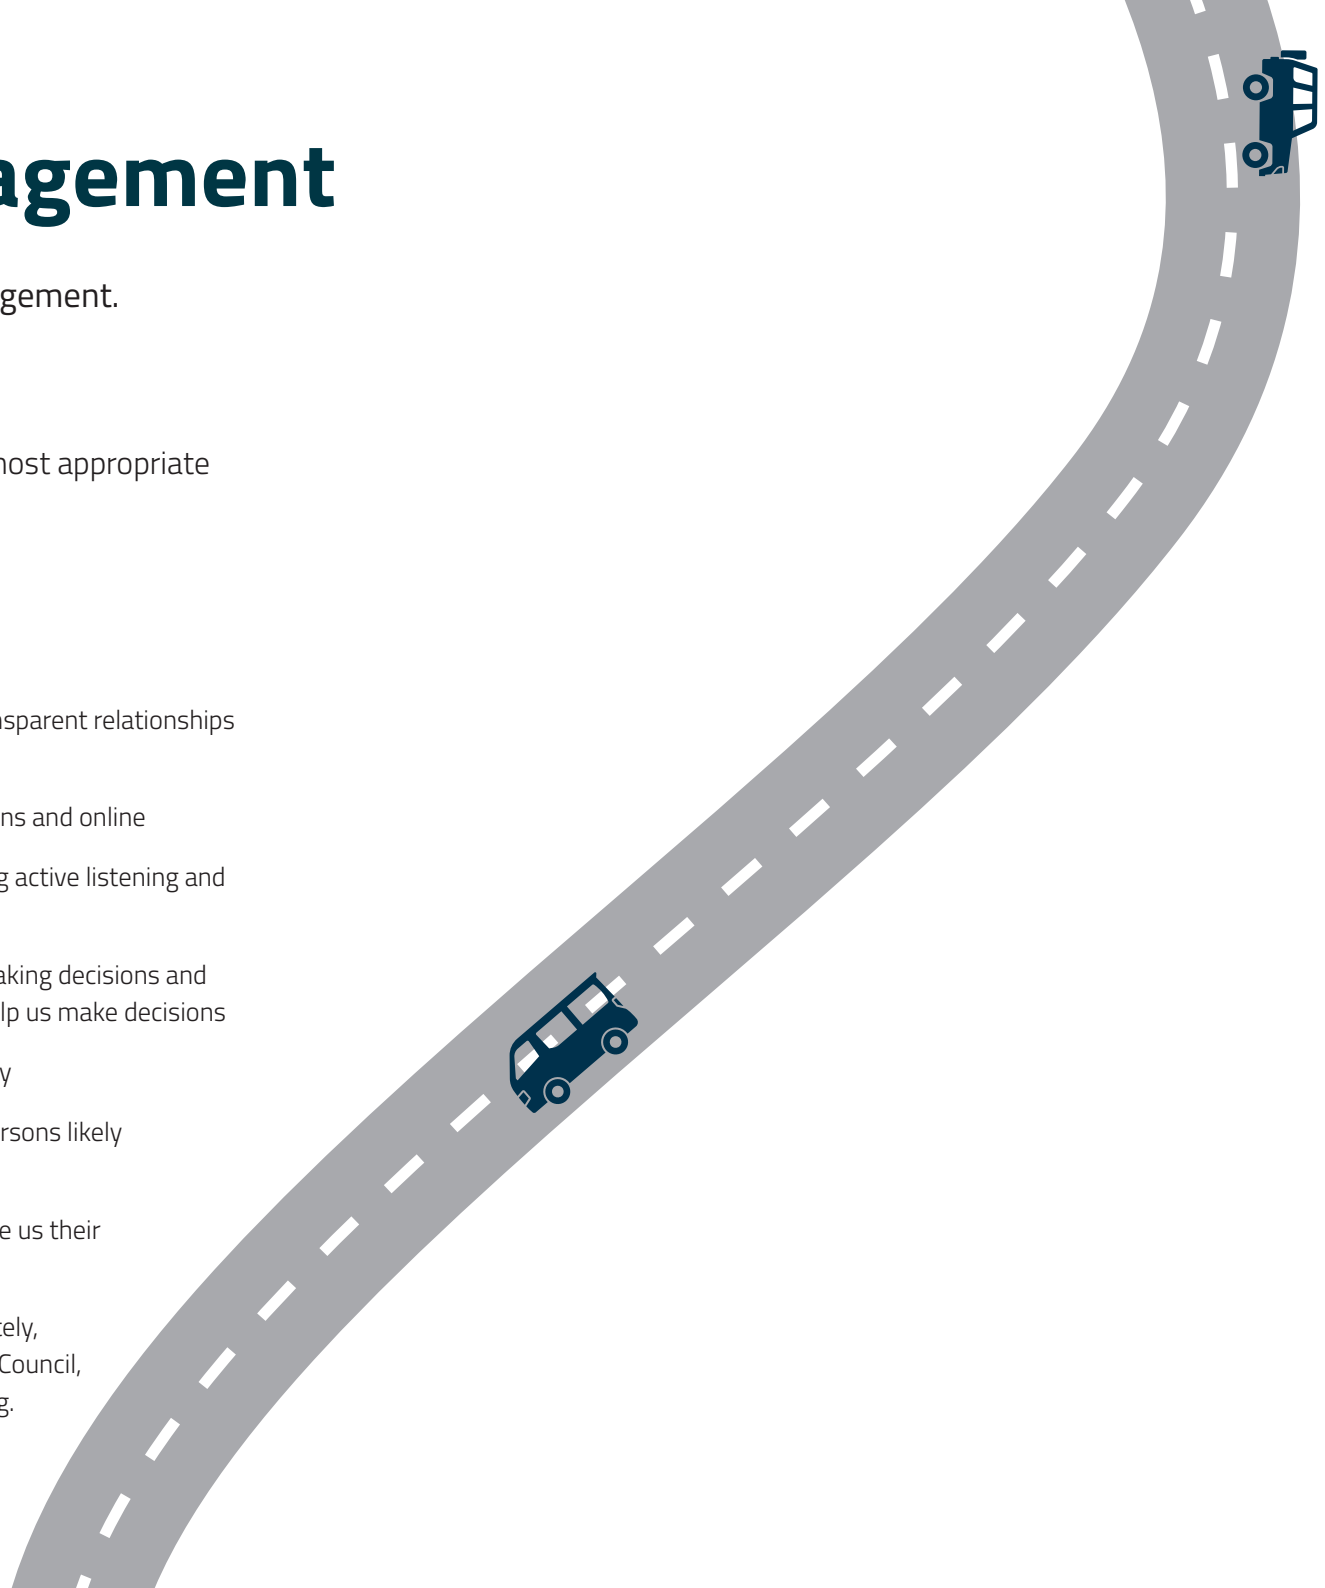 agement
gement.
most appropriate
nsparent relationships
ns and online
g active listening and
aking decisions and
lp us make decisions
y
rsons likely
e us their
tely,
Council,
g.